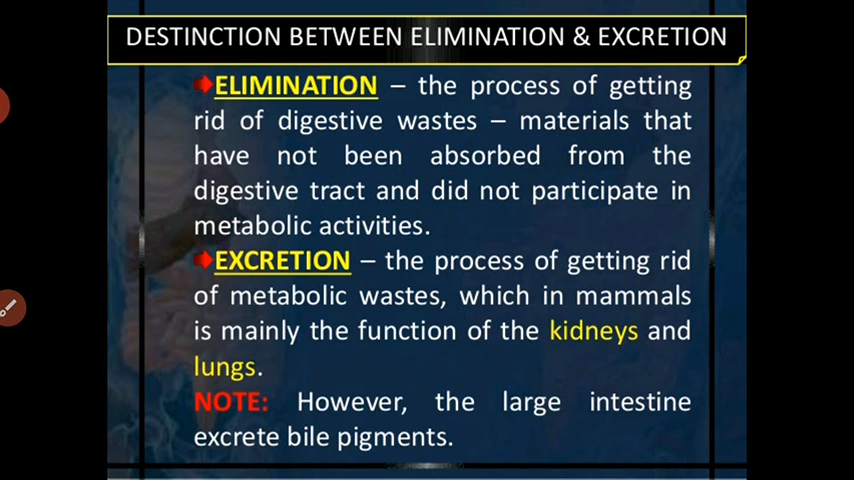 DESTINCTION BETWEEN ELIMINATION & EXCRETION
ELIMINATION – the process of getting
rid of digestive wastes – materials that
have not been absorbed from the
digestive tract and did not participate in
metabolic activities.
EXCRETION – the process of getting rid
of metabolic wastes, which in mammals
is mainly the function of the kidneys and
lungs.
NOTE: However, the large intestine
excrete bile pigments.